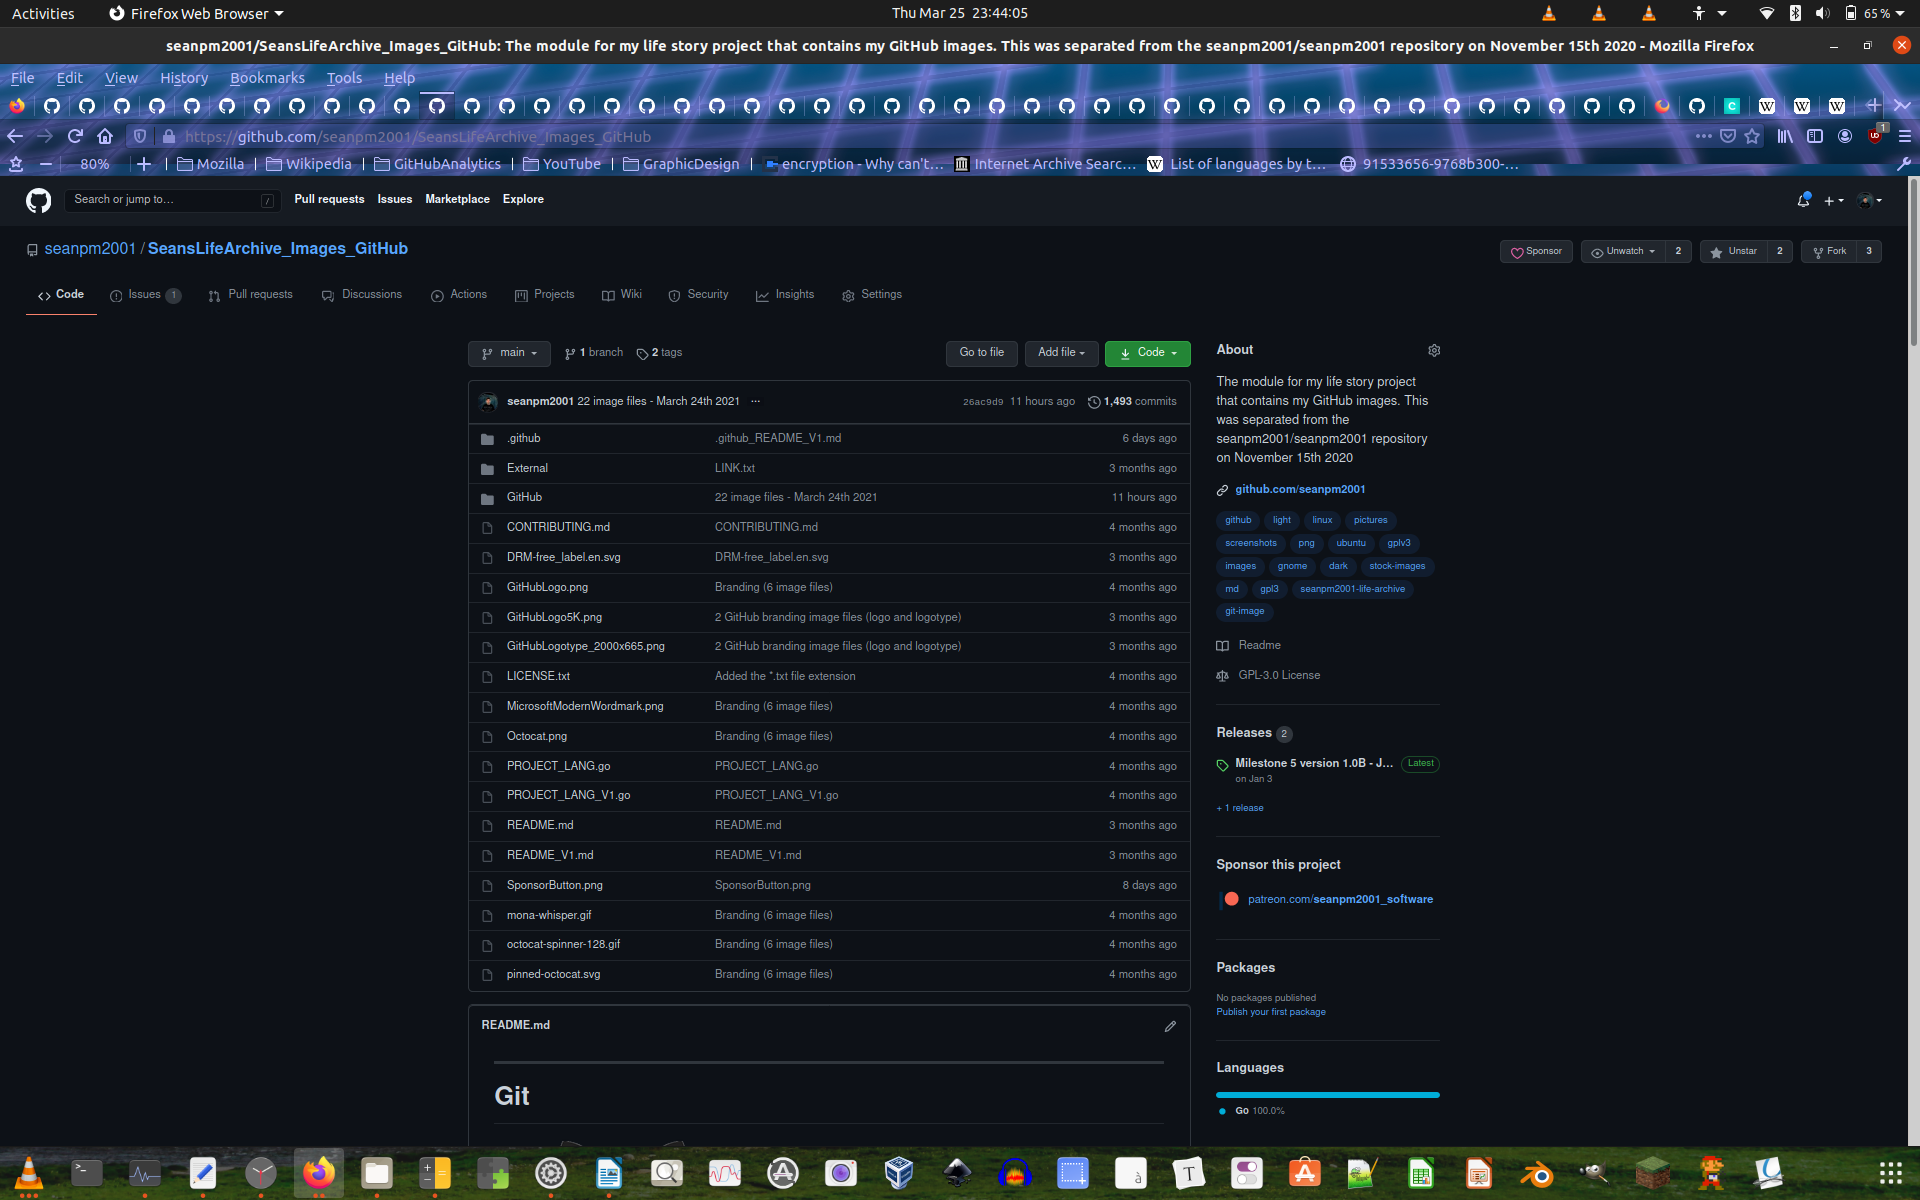 Activities Firefox Web Browser Thu Mar 25 23:44:05 65 %
seanpm2001/SeansLifeArchive_Images_GitHub: The module for my life story project that contains my GitHub images. This was separated from the seanpm2001/seanpm2001 repository on November 15th 2020 - Mozilla Firefox
File Edit View History Bookmarks Tools Help
https://github.com/seanpm2001/SeansLifeArchive_Images_GitHub 1
80% Mozilla Wikipedia GitHubAnalytics YouTube GraphicDesign encryption - Why can't… Internet Archive Searc… List of languages by t… 91533656-9768b300-…
Search or jump to… / Pull requests Issues Marketplace Explore
seanpm2001 / SeansLifeArchive_Images_GitHub Sponsor Unwatch 2 Unstar 2 Fork 3
Code Issues 1 Pull requests Discussions Actions Projects Wiki Security Insights Settings
main 1 branch 2 tags Go to file Add file Code
seanpm2001 22 image files - March 24th 2021 ... 26ac9d9 11 hours ago 1,493 commits
.github .github_README_V1.md 6 days ago
External LINK.txt 3 months ago
GitHub 22 image files - March 24th 2021 11 hours ago
CONTRIBUTING.md CONTRIBUTING.md 4 months ago
DRM-free_label.en.svg DRM-free_label.en.svg 3 months ago
GitHubLogo.png Branding (6 image files) 4 months ago
GitHubLogo5K.png 2 GitHub branding image files (logo and logotype) 3 months ago
GitHubLogotype_2000x665.png 2 GitHub branding image files (logo and logotype) 3 months ago
LICENSE.txt Added the *.txt file extension 4 months ago
MicrosoftModernWordmark.png Branding (6 image files) 4 months ago
Octocat.png Branding (6 image files) 4 months ago
PROJECT_LANG.go PROJECT_LANG.go 4 months ago
PROJECT_LANG_V1.go PROJECT_LANG_V1.go 4 months ago
README.md README.md 3 months ago
README_V1.md README_V1.md 3 months ago
SponsorButton.png SponsorButton.png 8 days ago
mona-whisper.gif Branding (6 image files) 4 months ago
octocat-spinner-128.gif Branding (6 image files) 4 months ago
pinned-octocat.svg Branding (6 image files) 4 months ago
README.md
Git
About
The module for my life story project
that contains my GitHub images. This
was separated from the
seanpm2001/seanpm2001 repository
on November 15th 2020
github.com/seanpm2001
github light linux pictures
screenshots png ubuntu gplv3
images gnome dark stock-images
md gpl3 seanpm2001-life-archive
git-image
Readme
GPL-3.0 License
Releases 2
Milestone 5 version 1.0B - J... Latest
on Jan 3
+ 1 release
Sponsor this project
patreon.com/seanpm2001_software
Packages
No packages published
Publish your first package
Languages
Go 100.0%